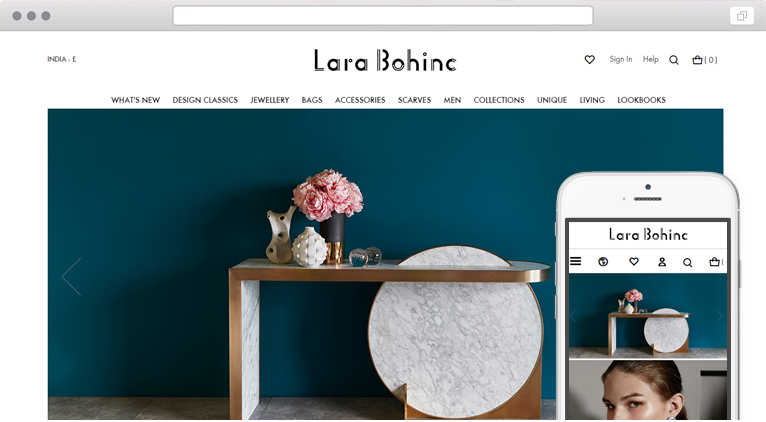 INDIA - £
Lara Bohinc
Sign In Help ( 0 )
WHAT'S NEW DESIGN CLASSICS JEWELLERY BAGS ACCESSORIES SCARVES MEN COLLECTIONS UNIQUE LIVING LOOKBOOKS
Lara Bohinc